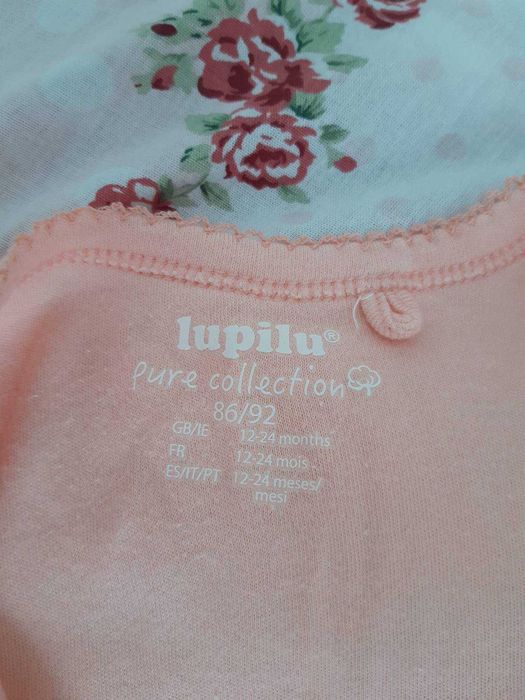 lupilu®
pure collection
86/92
GB/IE 12-24 months
FR 12-24 mois
ES/IT/PT 12-24 meses/
mesi